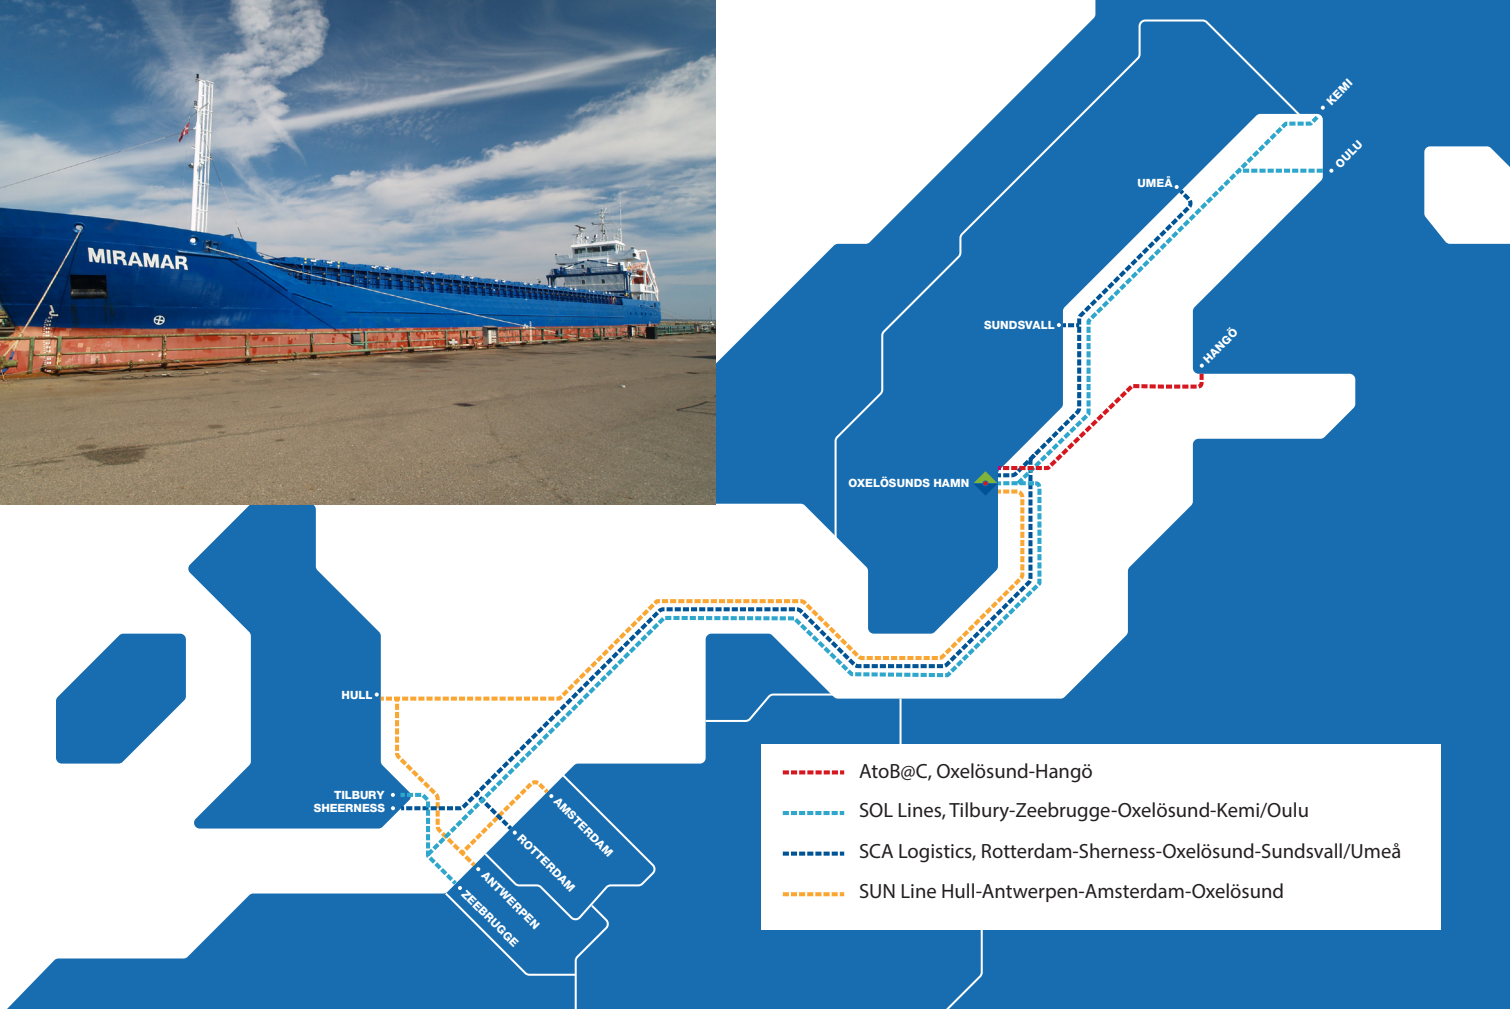 MIRAMAR
KEMI
OULU
UMEÅ
SUNDSVALL
HANGÖ
OXELÖSUNDS HAMN
HULL
TILBURY
SHEERNESS
AMSTERDAM
ROTTERDAM
ANTWERPEN
ZEEBRUGGE
AtoB@C, Oxelösund-Hangö
SOL Lines, Tilbury-Zeebrugge-Oxelösund-Kemi/Oulu
SCA Logistics, Rotterdam-Sherness-Oxelösund-Sundsvall/Umeå
SUN Line Hull-Antwerpen-Amsterdam-Oxelösund